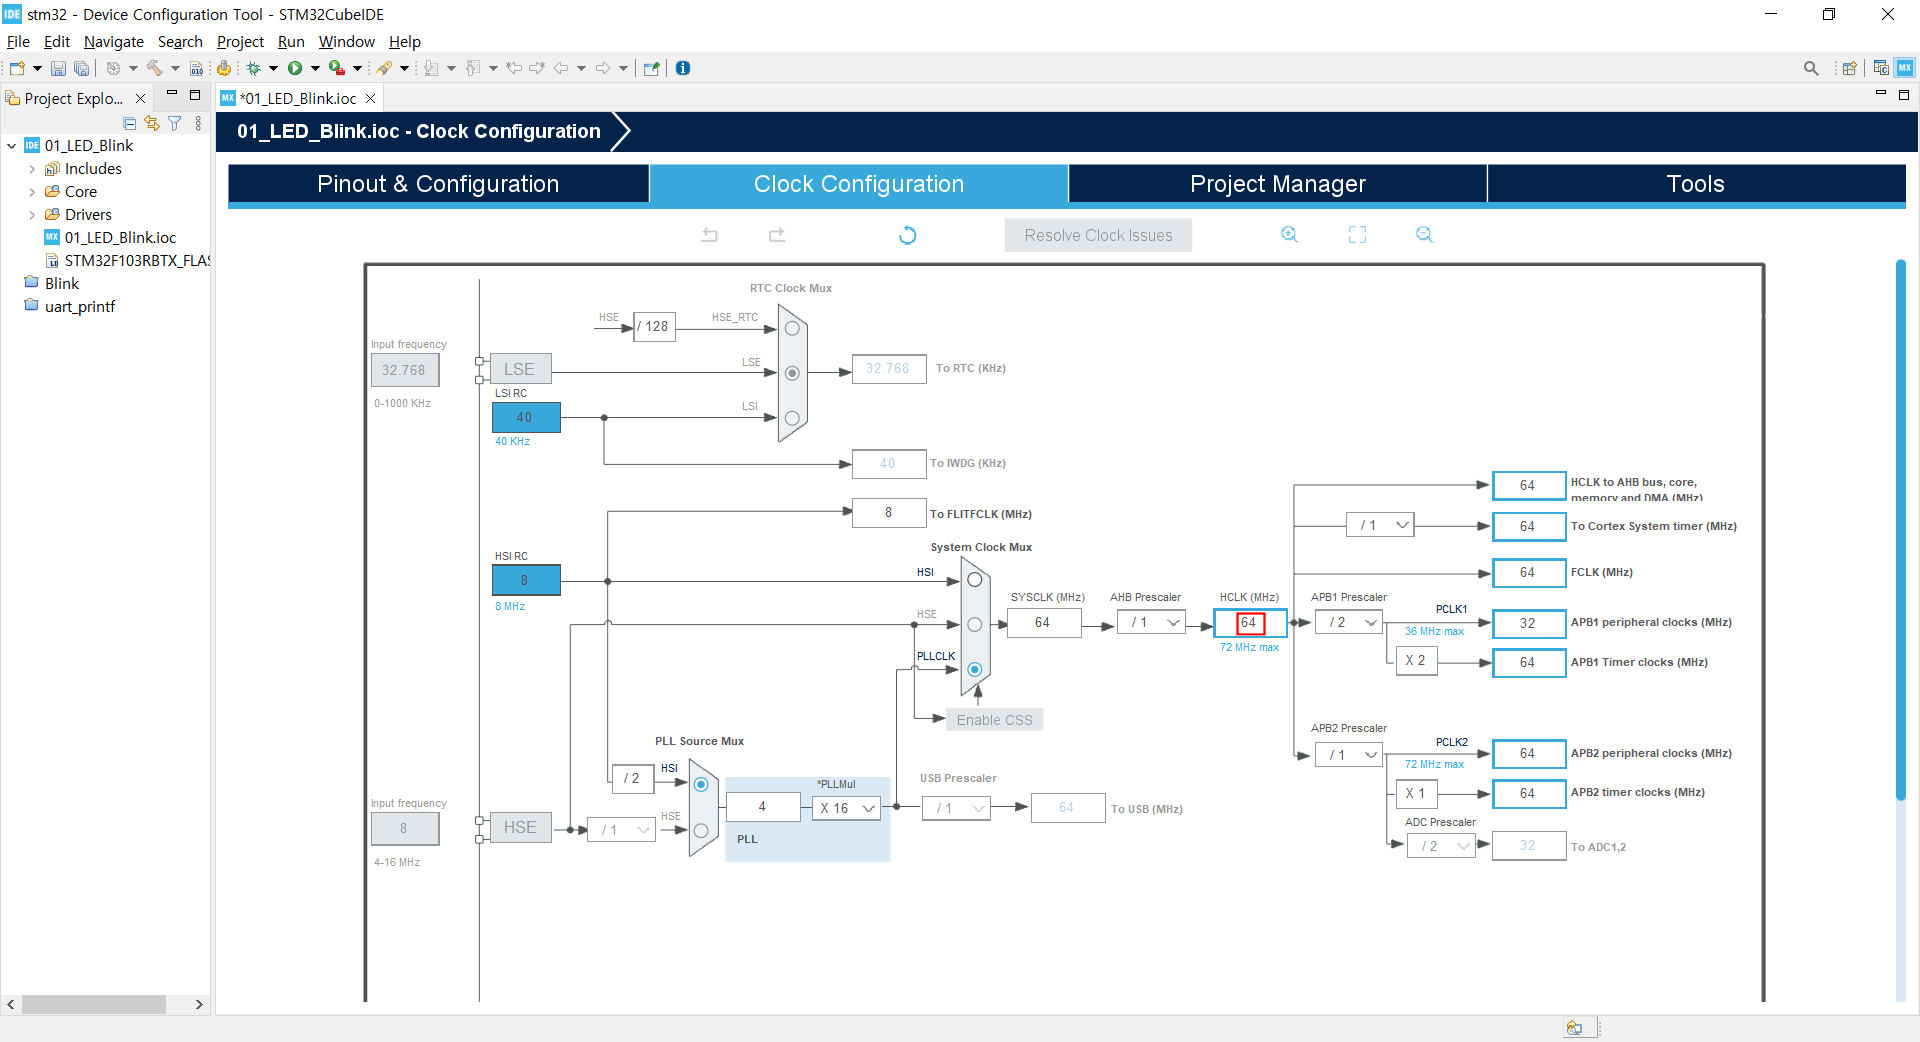 IDE stm32 - Device Configuration Tool - STM32CubeIDE
File Edit Navigate Search Project Run Window Help
010
MX
Project Explo...
MX *01_LED_Blink.ioc
01_LED_Blink.ioc - Clock Configuration
IDE 01_LED_Blink
Includes
Core
Drivers
MX 01_LED_Blink.ioc
STM32F103RBTX_FLAS
Blink
uart_printf
Pinout & Configuration
Clock Configuration
Project Manager
Tools
Resolve Clock Issues
RTC Clock Mux
HSE
/ 128
HSE_RTC
Input frequency
32.768
0-1000 KHz
LSE
LSE
32.768
To RTC (KHz)
LSI RC
40
40 KHz
LSI
40
To IWDG (KHz)
8
To FLITFCLK (MHz)
HSI RC
8
8 MHz
System Clock Mux
HSI
HSE
PLLCLK
Enable CSS
SYSCLK (MHz)
64
AHB Prescaler
/ 1
HCLK (MHz)
64
72 MHz max
64
HCLK to AHB bus, core,
memory and DMA (MHz)
/ 1
64
To Cortex System timer (MHz)
64
FCLK (MHz)
APB1 Prescaler
/ 2
PCLK1
36 MHz max
32
APB1 peripheral clocks (MHz)
X 2
64
APB1 Timer clocks (MHz)
APB2 Prescaler
/ 1
PCLK2
72 MHz max
64
APB2 peripheral clocks (MHz)
X 1
64
APB2 timer clocks (MHz)
ADC Prescaler
/ 2
32
To ADC1,2
PLL Source Mux
/ 2
HSI
Input frequency
8
4-16 MHz
HSE
/ 1
HSE
4
*PLLMul
X 16
PLL
USB Prescaler
/ 1
64
To USB (MHz)